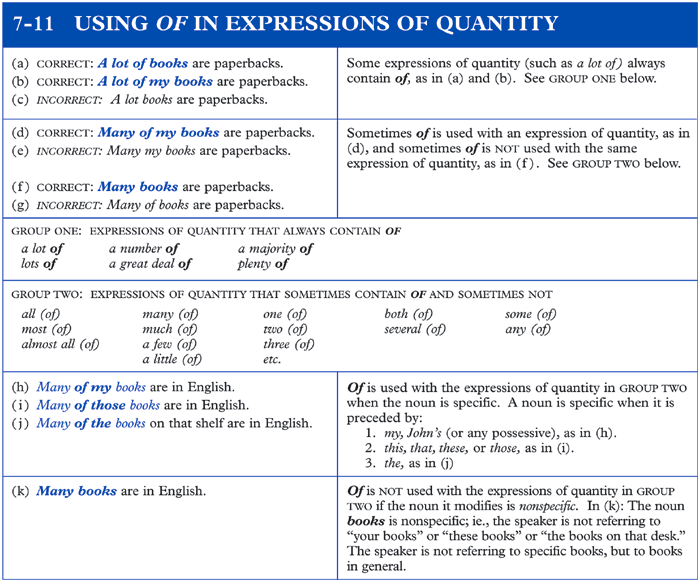 7-11 USING OF IN EXPRESSIONS OF QUANTITY
(a) CORRECT: A lot of books are paperbacks.
(b) CORRECT: A lot of my books are paperbacks.
(c) INCORRECT: A lot books are paperbacks.
Some expressions of quantity (such as a lot of) always
contain of, as in (a) and (b). See GROUP ONE below.
(d) CORRECT: Many of my books are paperbacks.
(e) INCORRECT: Many my books are paperbacks.
(f) CORRECT: Many books are paperbacks.
(g) INCORRECT: Many of books are paperbacks.
Sometimes of is used with an expression of quantity, as in
(d), and sometimes of is NOT used with the same
expression of quantity, as in (f). See GROUP TWO below.
GROUP ONE: EXPRESSIONS OF QUANTITY THAT ALWAYS CONTAIN OF
a lot of a number of a majority of
lots of a great deal of plenty of
GROUP TWO: EXPRESSIONS OF QUANTITY THAT SOMETIMES CONTAIN OF AND SOMETIMES NOT
all (of) many (of) one (of) both (of) some (of)
most (of) much (of) two (of) several (of) any (of)
almost all (of) a few (of) three (of)
a little (of) etc.
(h) Many of my books are in English.
(i) Many of those books are in English.
(j) Many of the books on that shelf are in English.
Of is used with the expressions of quantity in GROUP TWO
when the noun is specific. A noun is specific when it is
preceded by:
1. my, John's (or any possessive), as in (h).
2. this, that, these, or those, as in (i).
3. the, as in (j)
(k) Many books are in English.
Of is NOT used with the expressions of quantity in GROUP
TWO if the noun it modifies is nonspecific. In (k): The noun
books is nonspecific; ie., the speaker is not referring to
"your books" or "these books" or "the books on that desk."
The speaker is not referring to specific books, but to books
in general.